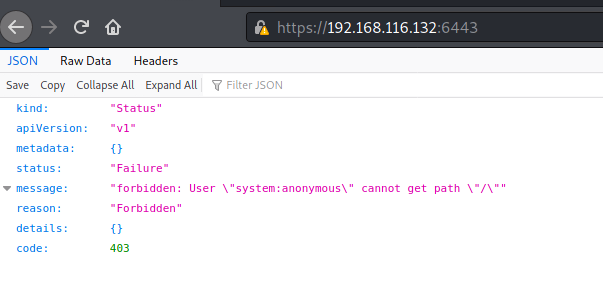 https://192.168.116.132:6443
JSON Raw Data Headers
Save Copy Collapse All Expand All Filter JSON
kind: "Status"
apiVersion: "v1"
metadata: {}
status: "Failure"
message: "forbidden: User \"system:anonymous\" cannot get path \"/\""
reason: "Forbidden"
details: {}
code: 403